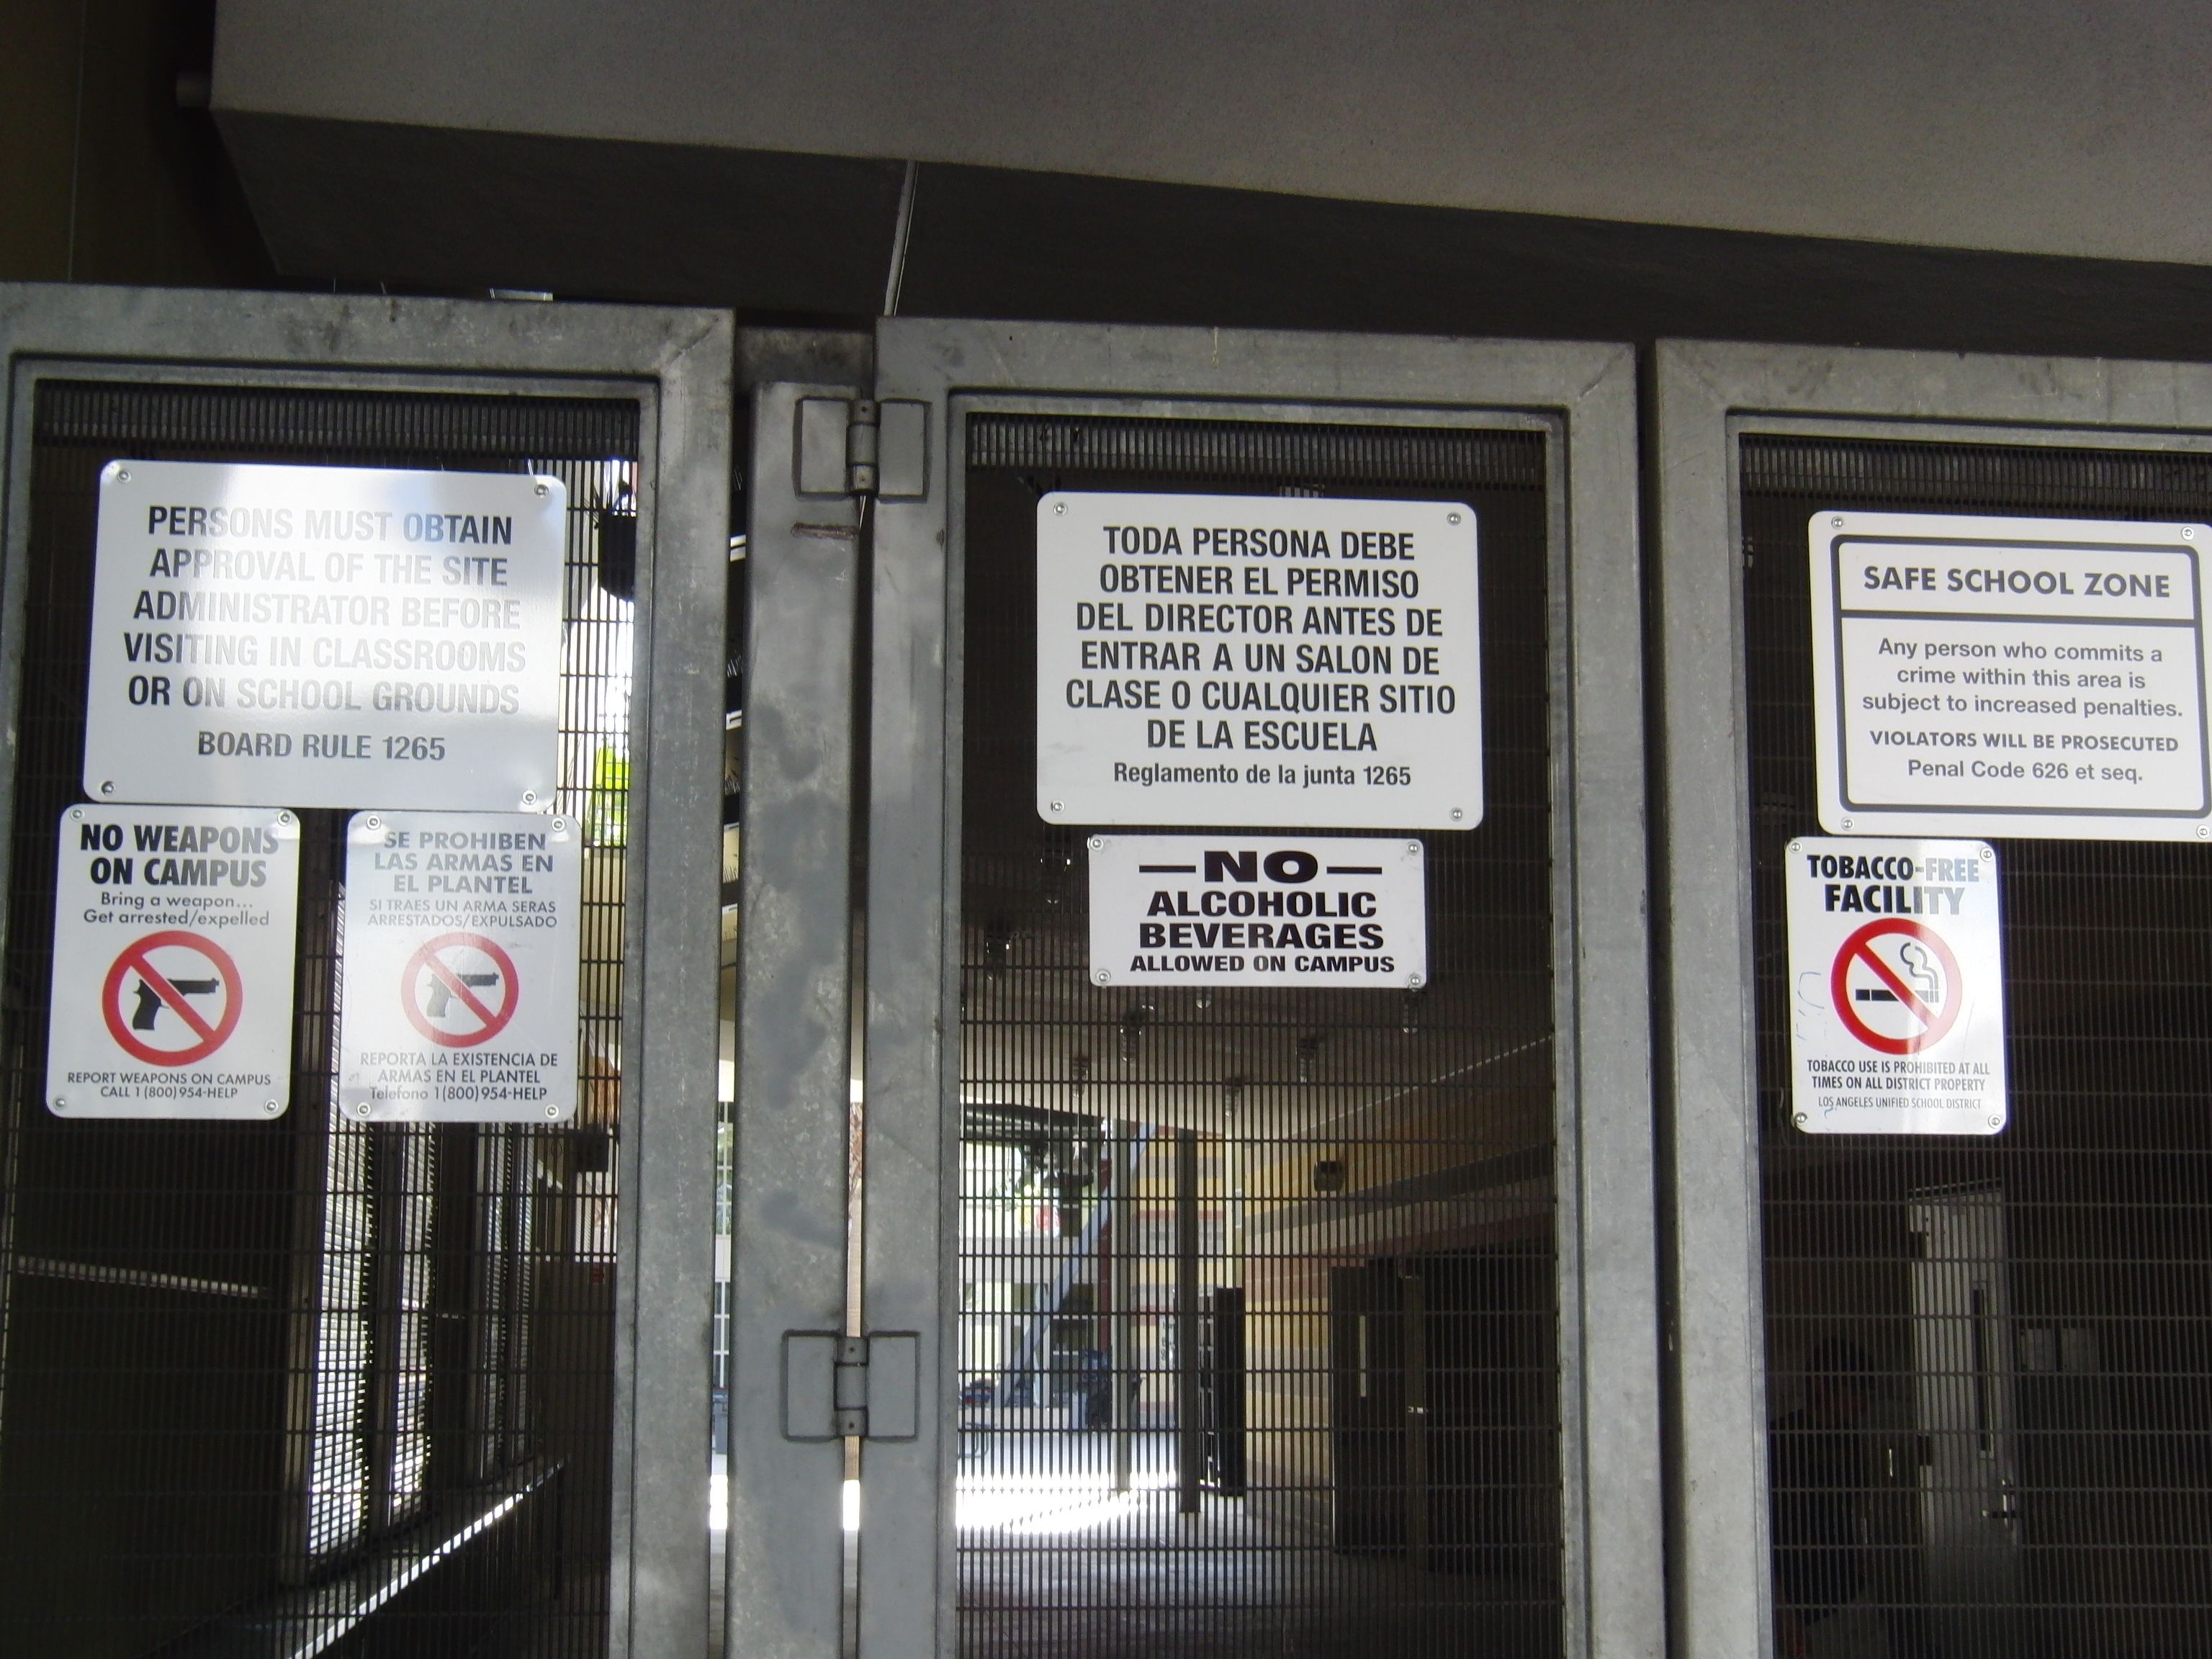 PERSONS MUST OBTAIN
APPROVAL OF THE SITE
ADMINISTRATOR BEFORE
VISITING IN CLASSROOMS
OR ON SCHOOL GROUNDS
BOARD RULE 1265
NO WEAPONS
ON CAMPUS
Bring a weapon...
Get arrested/expelled
REPORT WEAPONS ON CAMPUS
CALL 1(800)954-HELP
SE PROHIBEN
LAS ARMAS EN
EL PLANTEL
SI TRAES UN ARMA SERAS
ARRESTADOS/EXPULSADO
REPORTA LA EXISTENCIA DE
ARMAS EN EL PLANTEL
Telefono 1(800)954-HELP
TODA PERSONA DEBE
OBTENER EL PERMISO
DEL DIRECTOR ANTES DE
ENTRAR A UN SALON DE
CLASE O CUALQUIER SITIO
DE LA ESCUELA
Reglamento de la junta 1265
—NO—
ALCOHOLIC
BEVERAGES
ALLOWED ON CAMPUS
SAFE SCHOOL ZONE
Any person who commits a
crime within this area is
subject to increased penalties.
VIOLATORS WILL BE PROSECUTED
Penal Code 626 et seq.
TOBACCO-FREE
FACILITY
TOBACCO USE IS PROHIBITED AT ALL
TIMES ON ALL DISTRICT PROPERTY
LOS ANGELES UNIFIED SCHOOL DISTRICT